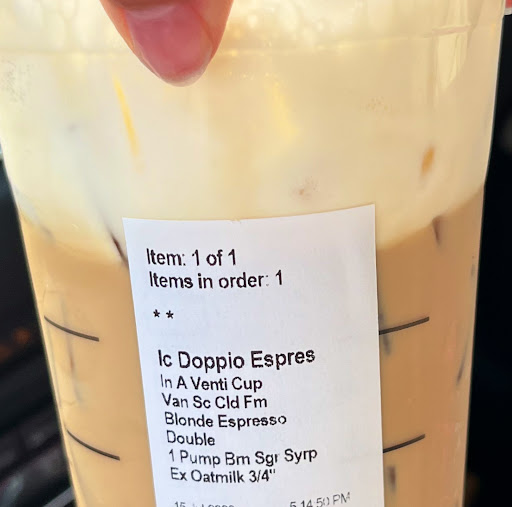 Item: 1 of 1
Items in order: 1
* *
Ic Doppio Espres
In A Venti Cup
Van Sc Cld Fm
Blonde Espresso
Double
1 Pump Brn Sgr Syrp
Ex Oatmilk 3/4"
5:14:50 PM